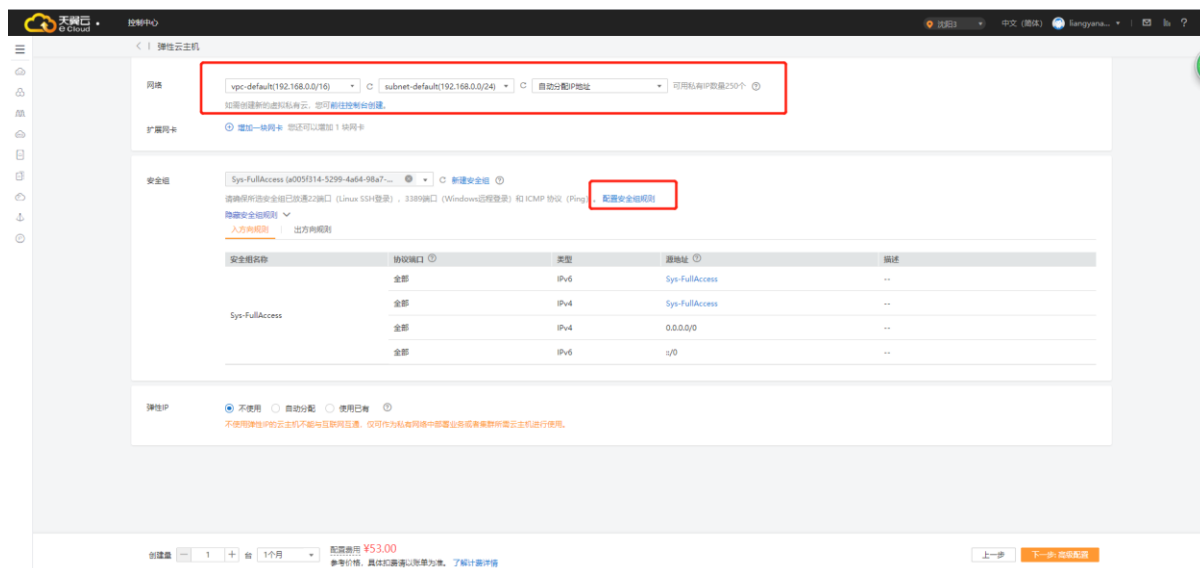 天翼云
e Cloud
控制中心
沈阳3
中文 (简体)
liangyana...
?
弹性云主机
网络
vpc-default(192.168.0.0/16)
subnet-default(192.168.0.0/24)
自动分配IP地址
可用私有IP数量250个
如需创建新的虚拟私有云，您可前往控制台创建。
扩展网卡
增加一块网卡 您还可以增加 1 块网卡
安全组
Sys-FullAccess (a005f314-5299-4a64-98a7-...
新建安全组
请确保所选安全组已放通22端口（Linux SSH登录），3389端口（Windows远程登录）和 ICMP 协议（Ping）。 配置安全组规则
隐藏安全组规则
入方向规则
出方向规则
安全组名称
协议端口
类型
源地址
描述
全部
IPv6
Sys-FullAccess
--
全部
IPv4
Sys-FullAccess
--
Sys-FullAccess
全部
IPv4
0.0.0.0/0
--
全部
IPv6
::/0
--
弹性IP
不使用
自动分配
使用已有
不使用弹性IP的云主机不能与互联网互通，仅可作为私有网络中部署业务或者集群所需云主机进行使用。
创建量
1
台
1个月
配置费用 ¥53.00
参考价格，具体扣费请以账单为准。 了解计费详情
上一步
下一步: 高级配置